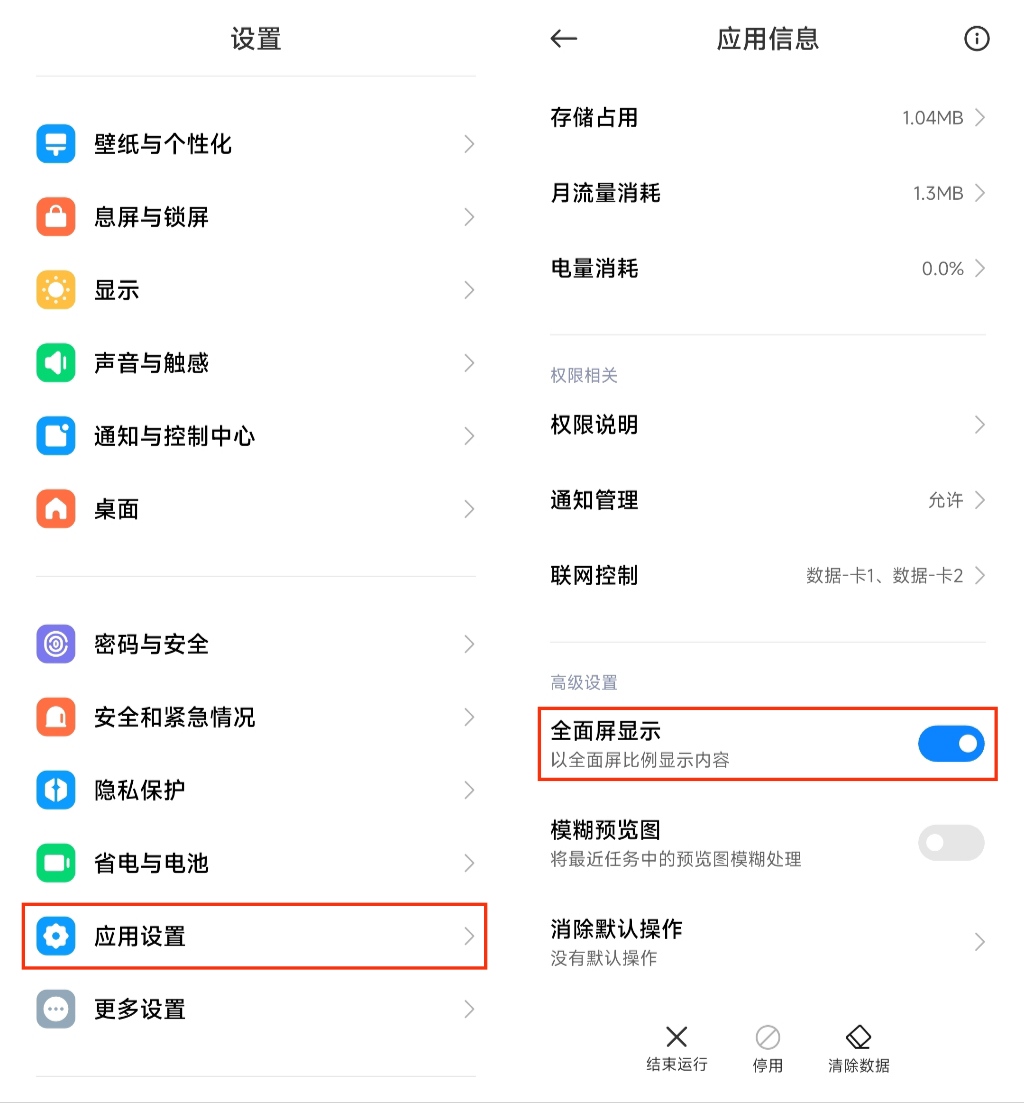 设置
壁纸与个性化
息屏与锁屏
显示
声音与触感
通知与控制中心
桌面
密码与安全
安全和紧急情况
隐私保护
省电与电池
应用设置
更多设置
应用信息
存储占用 1.04MB
月流量消耗 1.3MB
电量消耗 0.0%
权限相关
权限说明
通知管理 允许
联网控制 数据-卡1、数据-卡2
高级设置
全面屏显示
以全面屏比例显示内容
模糊预览图
将最近任务中的预览图模糊处理
消除默认操作
没有默认操作
结束运行 停用 清除数据